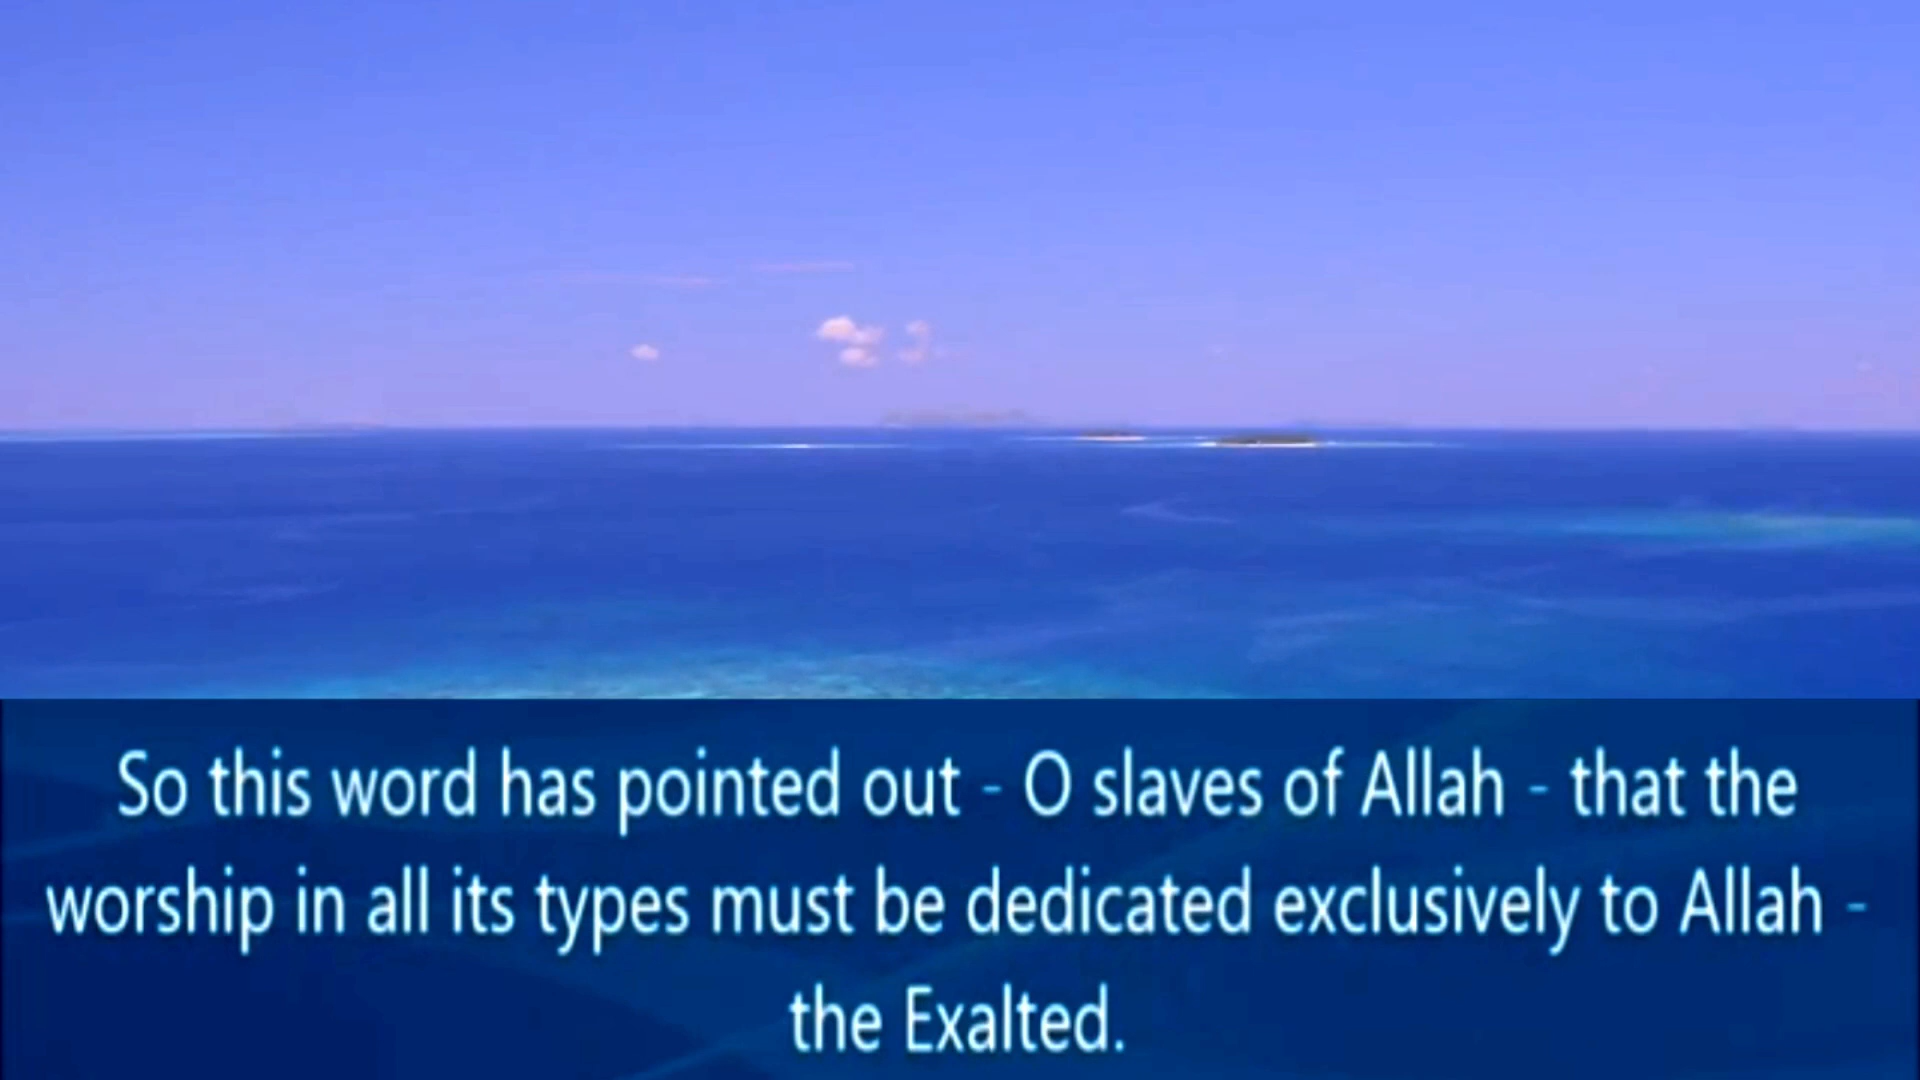 So this word has pointed out - O slaves of Allah - that the
worship in all its types must be dedicated exclusively to Allah -
the Exalted.